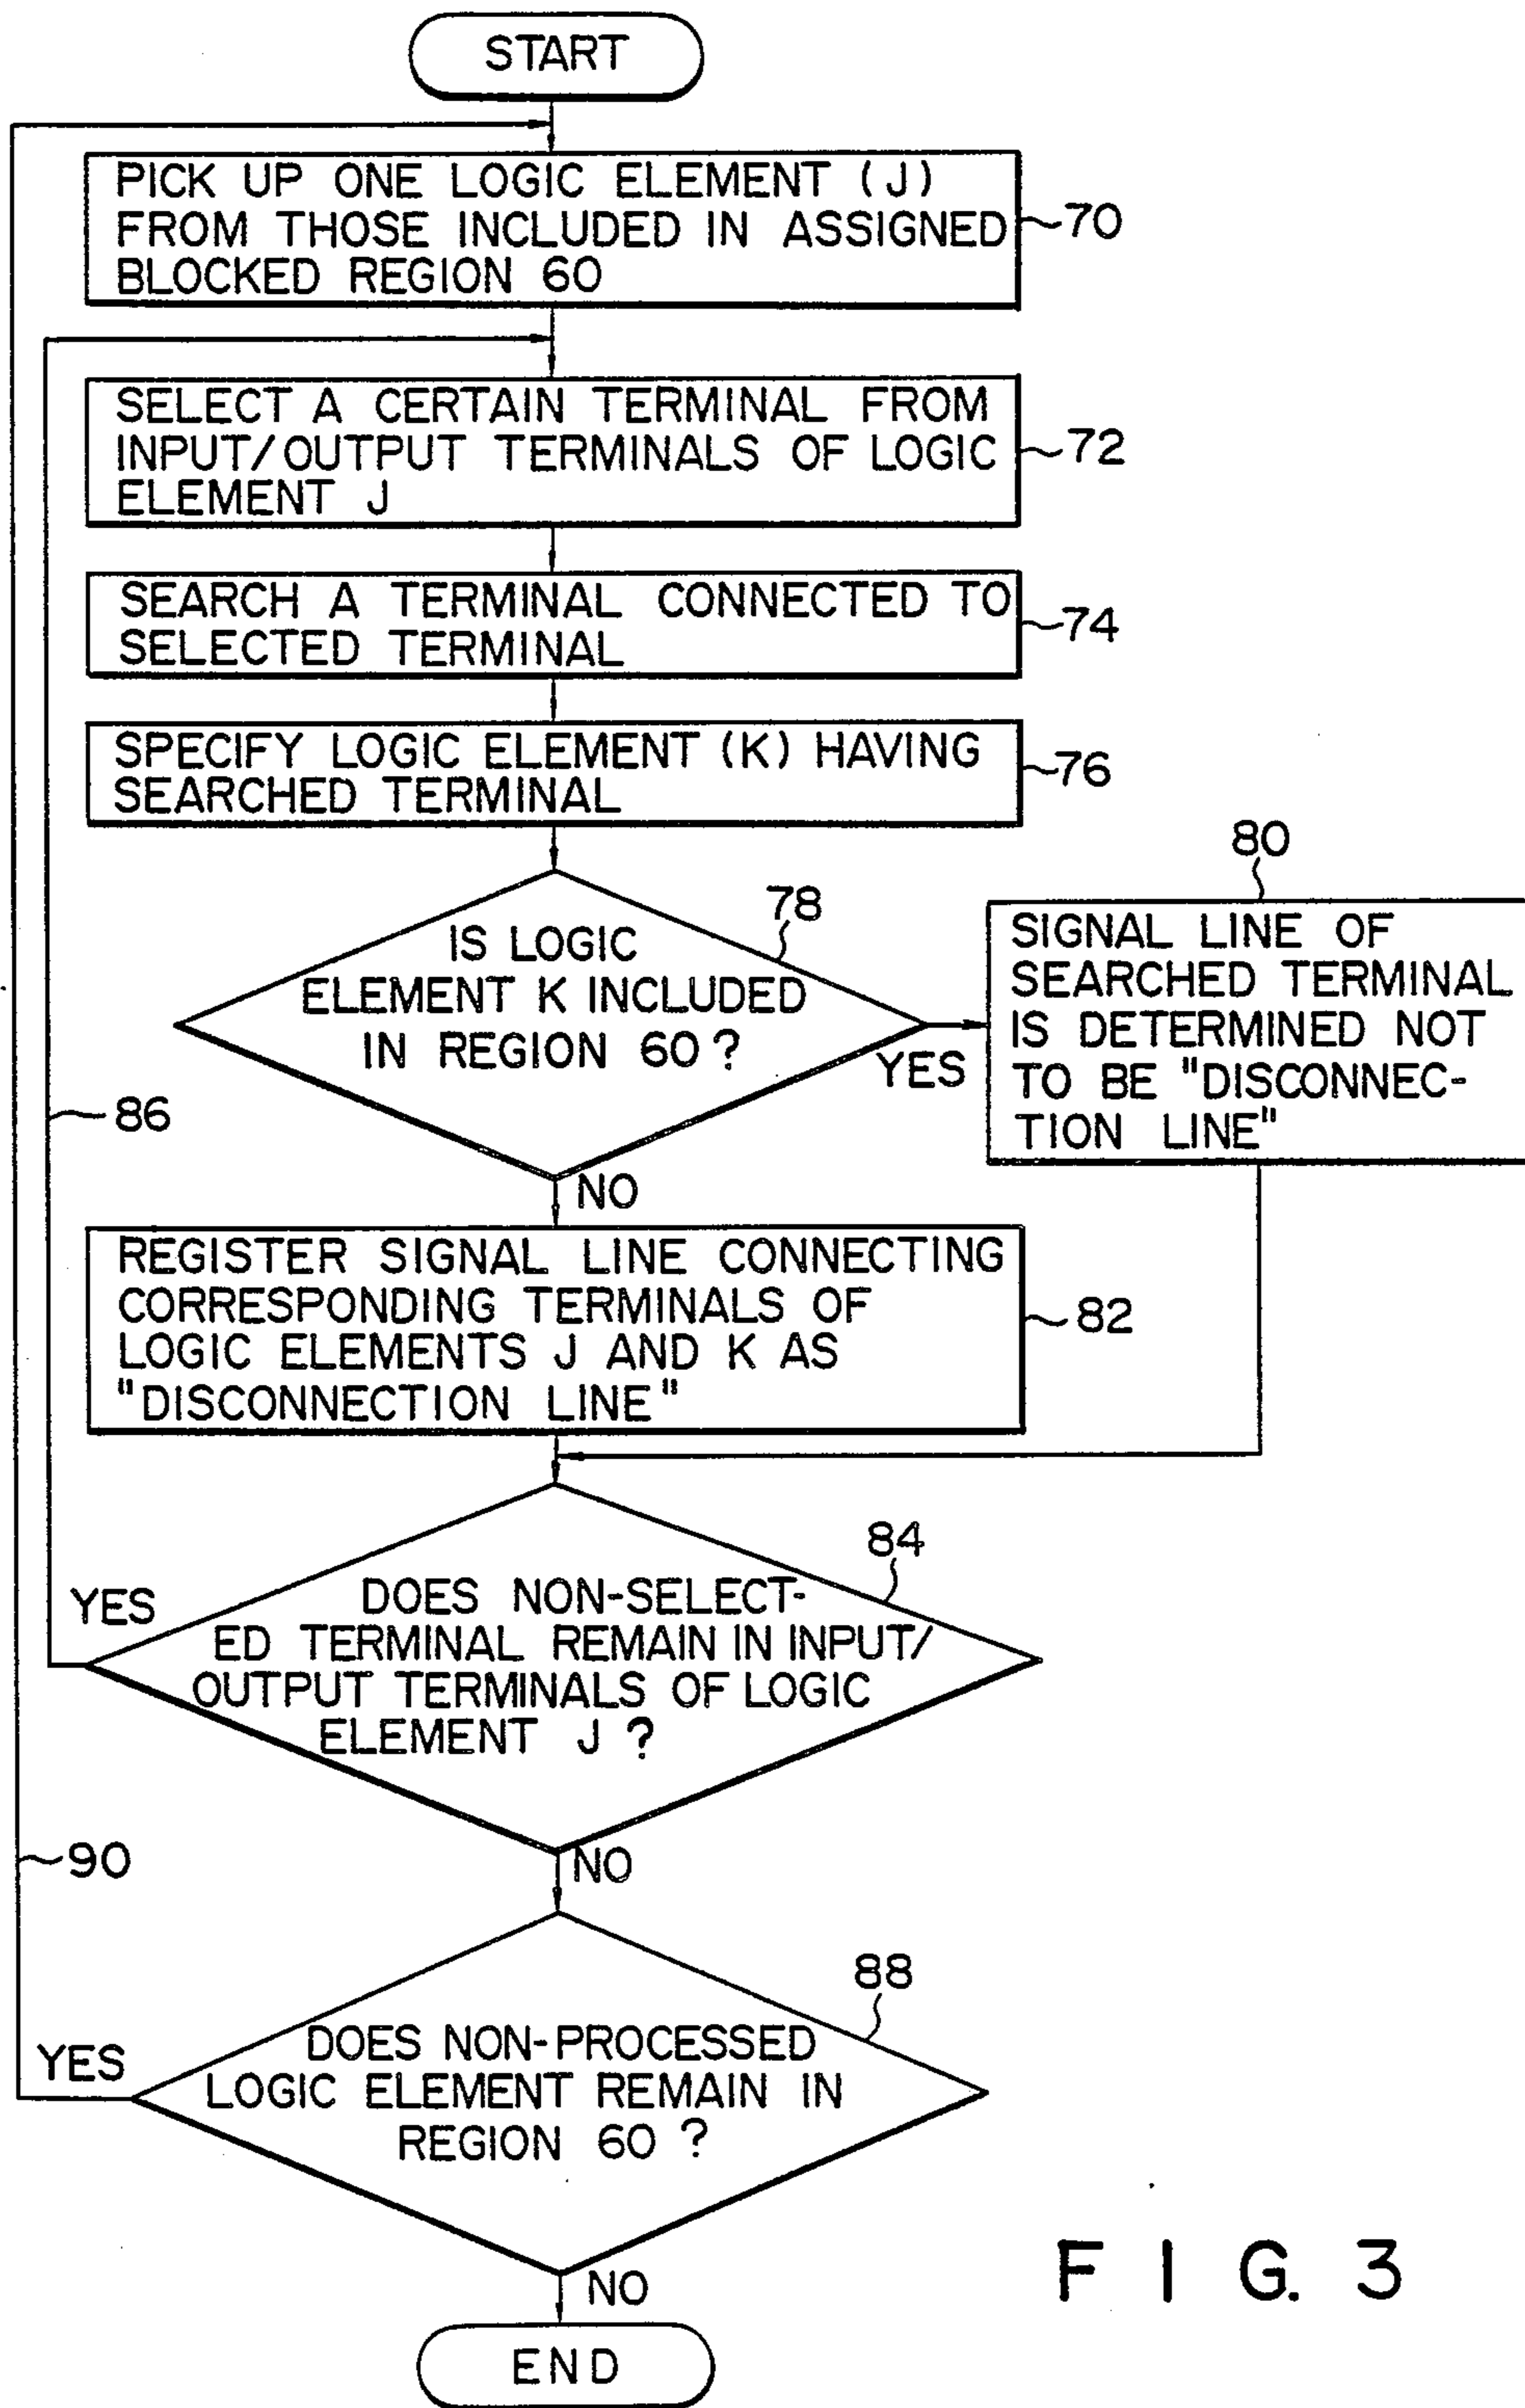 START
PICK UP ONE LOGIC ELEMENT (J)
FROM THOSE INCLUDED IN ASSIGNED
BLOCKED REGION 60
70
SELECT A CERTAIN TERMINAL FROM
INPUT/OUTPUT TERMINALS OF LOGIC
ELEMENT J
72
SEARCH A TERMINAL CONNECTED TO
SELECTED TERMINAL
74
SPECIFY LOGIC ELEMENT (K) HAVING
SEARCHED TERMINAL
76
IS LOGIC
ELEMENT K INCLUDED
IN REGION 60?
78
YES
80
SIGNAL LINE OF
SEARCHED TERMINAL
IS DETERMINED NOT
TO BE "DISCONNEC-
TION LINE"
86
NO
REGISTER SIGNAL LINE CONNECTING
CORRESPONDING TERMINALS OF
LOGIC ELEMENTS J AND K AS
"DISCONNECTION LINE"
82
84
YES
DOES NON-SELECT-
ED TERMINAL REMAIN IN INPUT/
OUTPUT TERMINALS OF LOGIC
ELEMENT J ?
90
NO
88
YES
DOES NON-PROCESSED
LOGIC ELEMENT REMAIN IN
REGION 60 ?
NO
END
FIG. 3